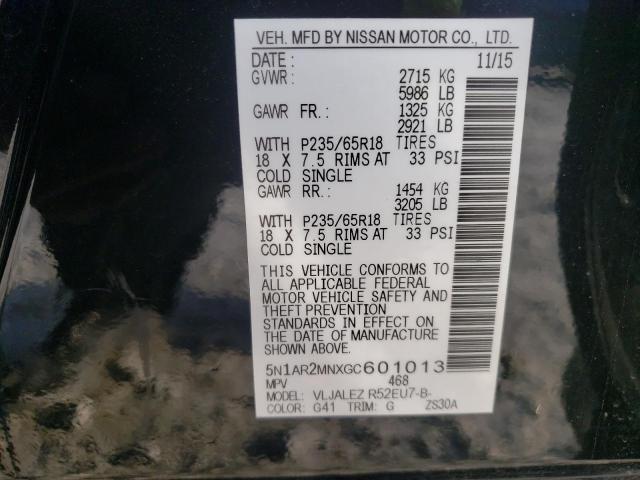 VEH. MFD BY NISSAN MOTOR CO., LTD.
DATE : 11/15
GVWR: 2715 KG
5986 LB
GAWR FR.: 1325 KG
2921 LB
WITH P235/65R18 TIRES
18 X 7.5 RIMS AT 33 PSI
COLD SINGLE
GAWR RR.: 1454 KG
3205 LB
WITH P235/65R18 TIRES
18 X 7.5 RIMS AT 33 PSI
COLD SINGLE
THIS VEHICLE CONFORMS TO
ALL APPLICABLE FEDERAL
MOTOR VEHICLE SAFETY AND
THEFT PREVENTION
STANDARDS IN EFFECT ON
THE DATE OF MANUFACTURE
SHOWN ABOVE.
5N1AR2MNXGC601013
MPV 468
MODEL: VLJALEZ R52EU7-B-
COLOR: G41 TRIM: G ZS30A